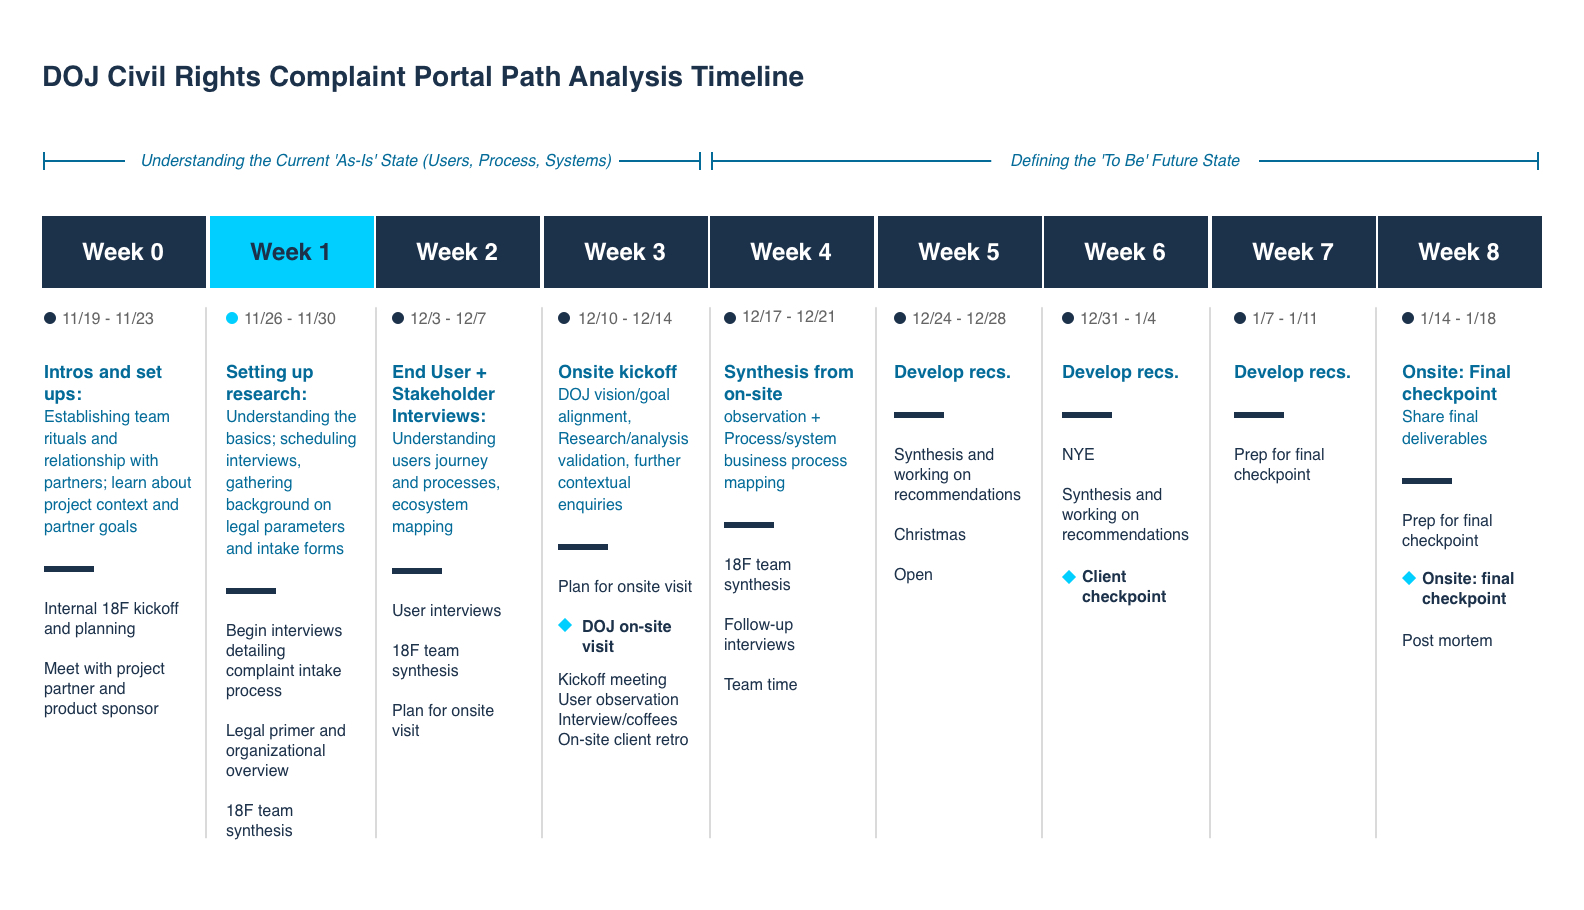 DOJ Civil Rights Complaint Portal Path Analysis Timeline
Understanding the Current 'As-Is' State (Users, Process, Systems)
Defining the 'To Be' Future State
Week 0
Week 1
Week 2
Week 3
Week 4
Week 5
Week 6
Week 7
Week 8
11/19 - 11/23
Intros and set
ups:
Establishing team
rituals and
relationship with
partners; learn about
project context and
partner goals
Internal 18F kickoff
and planning
Meet with project
partner and
product sponsor
11/26 - 11/30
Setting up
research:
Understanding the
basics; scheduling
interviews,
gathering
background on
legal parameters
and intake forms
Begin interviews
detailing
complaint intake
process
Legal primer and
organizational
overview
18F team
synthesis
12/3 - 12/7
End User +
Stakeholder
Interviews:
Understanding
users journey
and processes,
ecosystem
mapping
User interviews
18F team
synthesis
Plan for onsite
visit
12/10 - 12/14
Onsite kickoff
DOJ vision/goal
alignment,
Research/analysis
validation, further
contextual
enquiries
Plan for onsite visit
DOJ on-site
visit
Kickoff meeting
User observation
Interview/coffees
On-site client retro
12/17 - 12/21
Synthesis from
on-site
observation +
Process/system
business process
mapping
18F team
synthesis
Follow-up
interviews
Team time
12/24 - 12/28
Develop recs.
Synthesis and
working on
recommendations
Christmas
Open
12/31 - 1/4
Develop recs.
NYE
Synthesis and
working on
recommendations
Client
checkpoint
1/7 - 1/11
Develop recs.
Prep for final
checkpoint
1/14 - 1/18
Onsite: Final
checkpoint
Share final
deliverables
Prep for final
checkpoint
Onsite: final
checkpoint
Post mortem